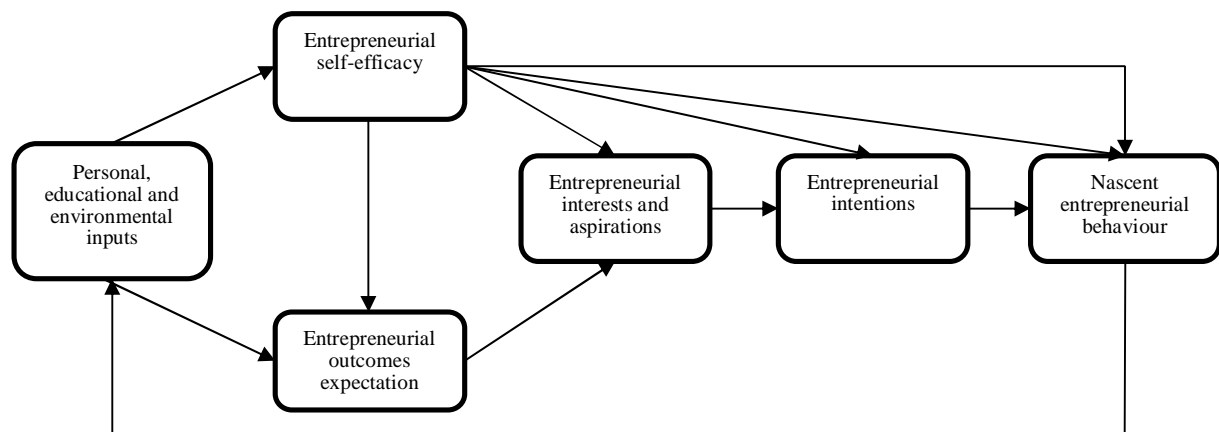 Entrepreneurial
self-efficacy
Personal,
educational and
environmental
inputs
Entrepreneurial
interests and
aspirations
Entrepreneurial
intentions
Nascent
entrepreneurial
behaviour
Entrepreneurial
outcomes
expectation